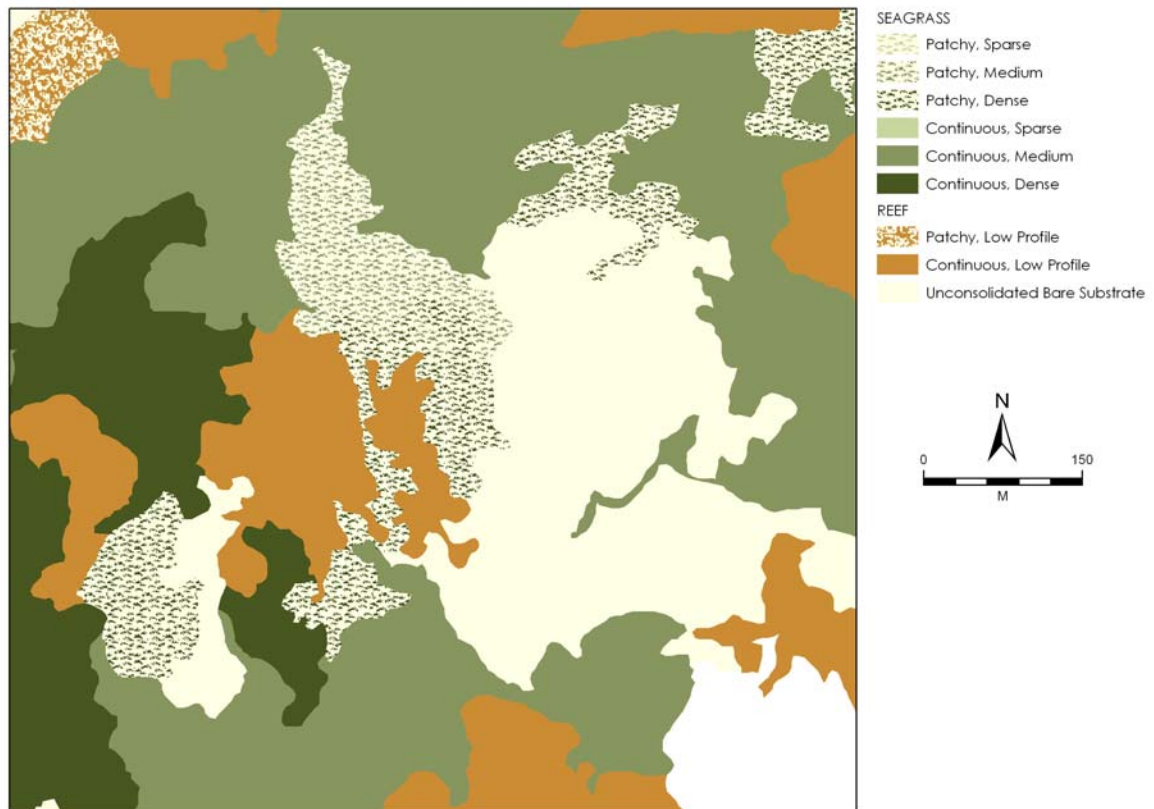 SEAGRASS
Patchy, Sparse
Patchy, Medium
Patchy, Dense
Continuous, Sparse
Continuous, Medium
Continuous, Dense
REEF
Patchy, Low Profile
Continuous, Low Profile
Unconsolidated Bare Substrate
N
0 150
M